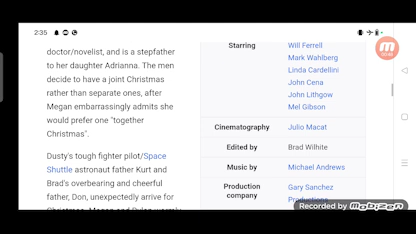 2:35
doctor/novelist, and is a stepfather
to her daughter Adrianna. The men
decide to have a joint Christmas
rather than separate ones, after
Megan embarrassingly admits she
would prefer one "together
Christmas".
Dusty's tough fighter pilot/Space
Shuttle astronaut father Kurt and
Brad's overbearing and cheerful
father, Don, unexpectedly arrive for
Starring
Will Ferrell
Mark Wahlberg
Linda Cardellini
John Cena
John Lithgow
Mel Gibson
Cinematography
Julio Macat
Edited by
Brad Wilhite
Music by
Michael Andrews
Production
company
Gary Sanchez
Productions
Recorded by Mobizen